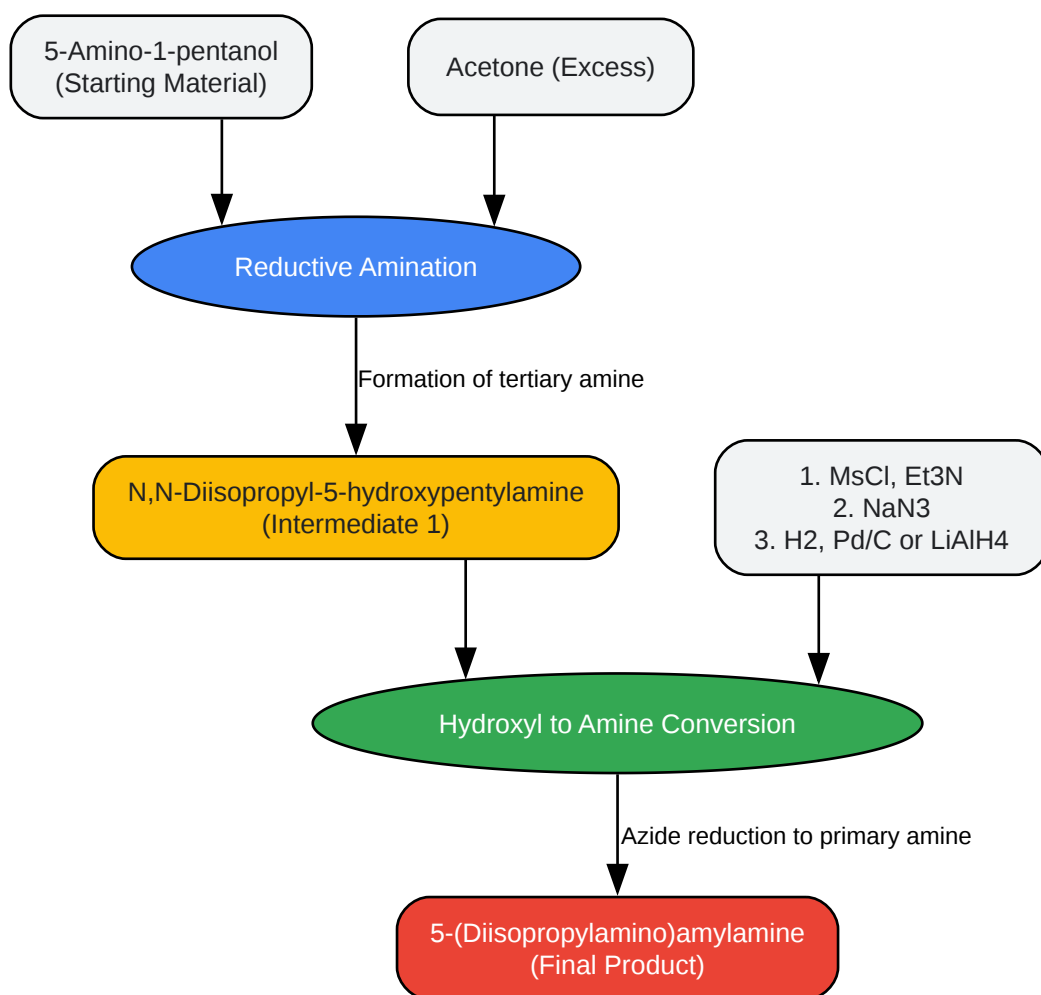 5-Amino-1-pentanol
(Starting Material)
Acetone (Excess)
Reductive Amination
Formation of tertiary amine
N,N-Diisopropyl-5-hydroxypentylamine
(Intermediate 1)
1. MsCl, Et3N
2. NaN3
3. H2, Pd/C or LiAlH4
Hydroxyl to Amine Conversion
Azide reduction to primary amine
5-(Diisopropylamino)amylamine
(Final Product)